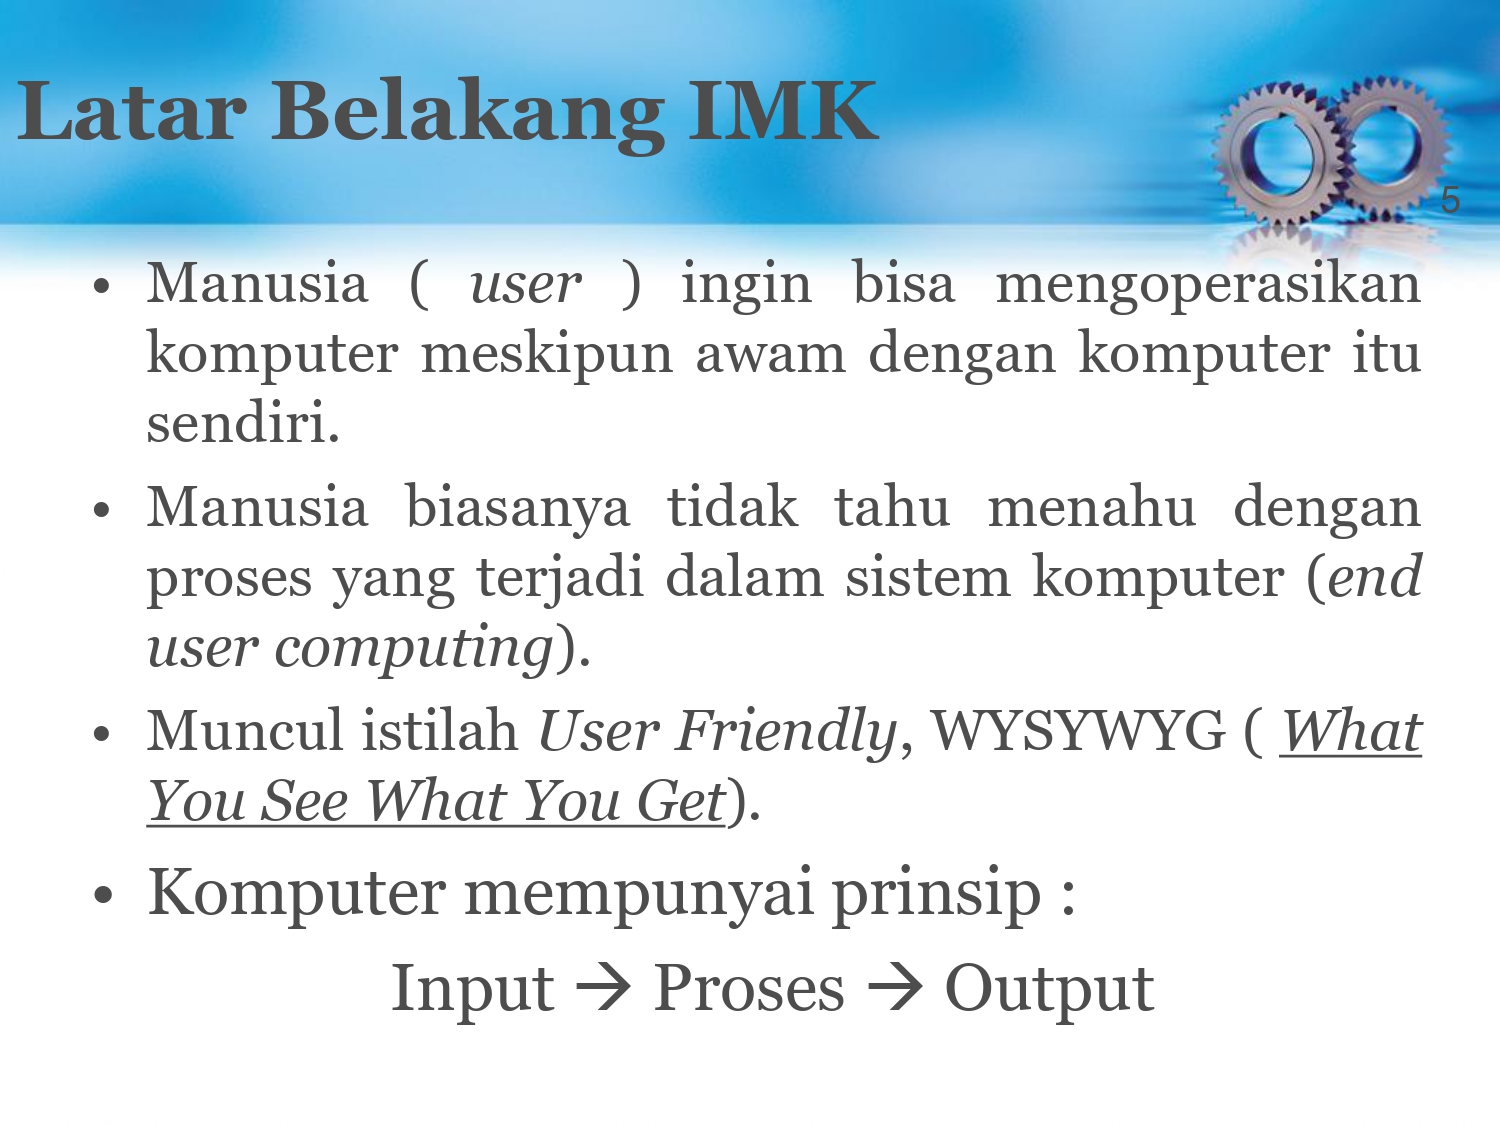 Latar Belakang IMK
5
• Manusia ( user ) ingin bisa mengoperasikan
komputer meskipun awam dengan komputer itu
sendiri.
• Manusia biasanya tidak tahu menahu dengan
proses yang terjadi dalam sistem komputer (end
user computing).
• Muncul istilah User Friendly, WYSYWYG ( What
You See What You Get).
• Komputer mempunyai prinsip :
Input → Proses → Output